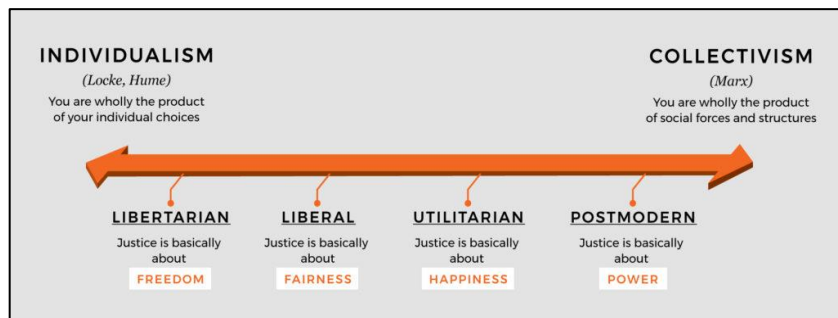 INDIVIDUALISM
(Locke, Hume)
You are wholly the product
of your individual choices
COLLECTIVISM
(Marx)
You are wholly the product
of social forces and structures
LIBERTARIAN
Justice is basically
about
FREEDOM
LIBERAL
Justice is basically
about
FAIRNESS
UTILITARIAN
Justice is basically
about
HAPPINESS
POSTMODERN
Justice is basically
about
POWER